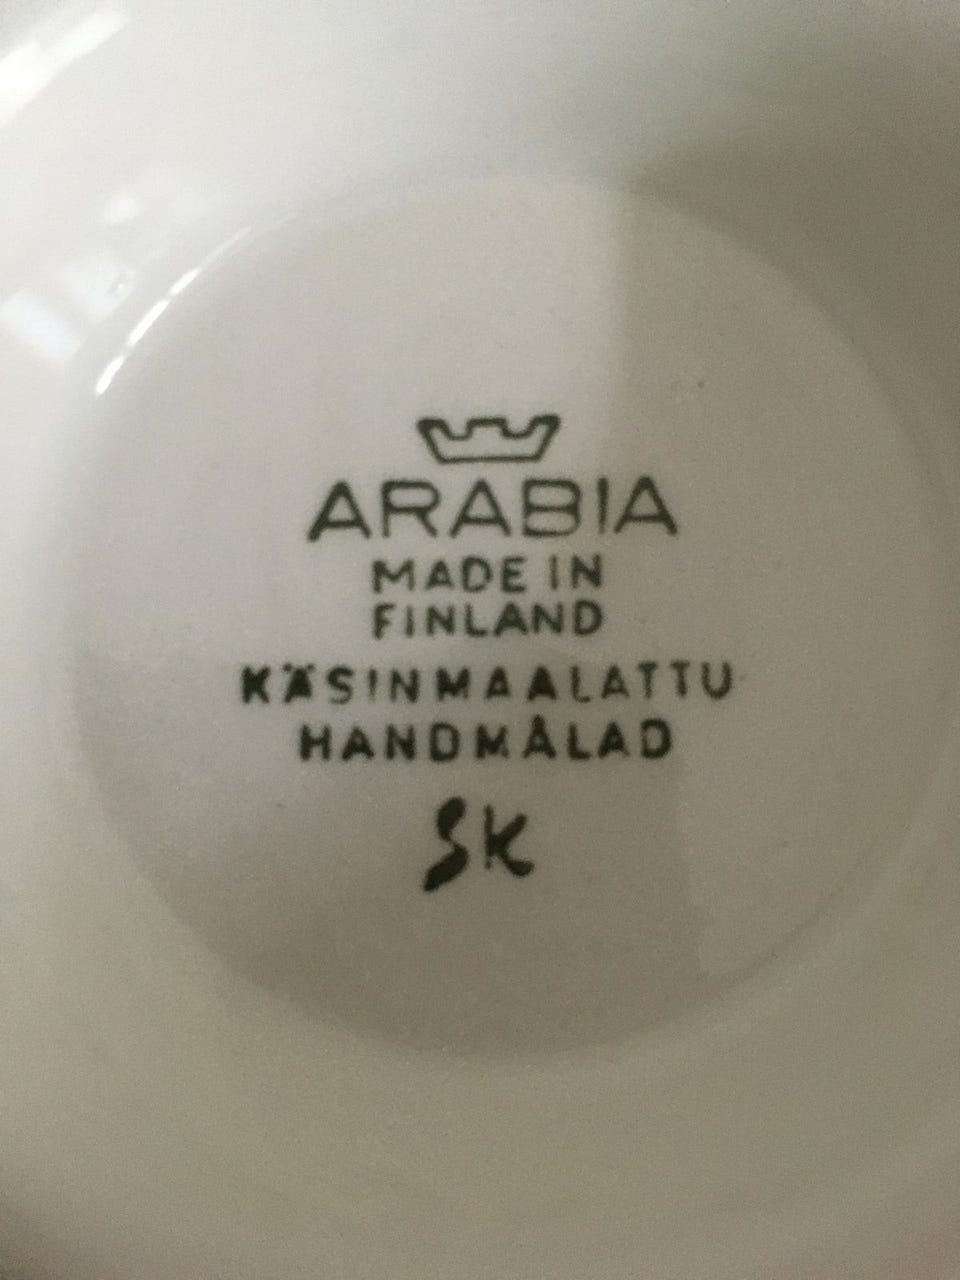 ARABIA
MADE IN
FINLAND
KÄSINMAALATTU
HANDMÅLAD
SK